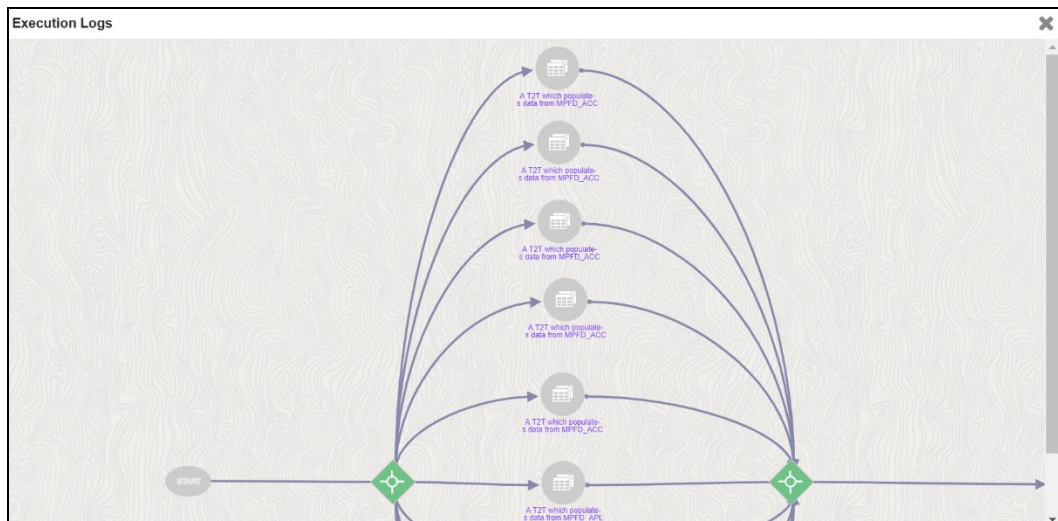 Execution Logs
A T2T which populate-
s data from MPFD_ACC
A T2T which populate-
s data from MPFD_ACC
A T2T which populate-
s data from MPFD_ACC
A T2T which populate-
s data from MPFD_ACC
A T2T which populate-
s data from MPFD_ACC
START
A T2T which populate-
s data from MPFD_APL